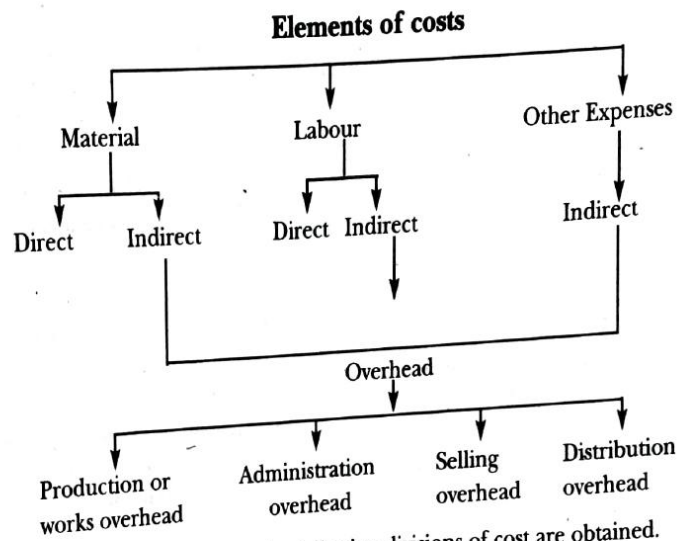 Elements of costs
Material
Labour
Other Expenses
Direct
Indirect
Direct
Indirect
Indirect
Overhead
Production or
works overhead
Administration
overhead
Selling
overhead
Distribution
overhead
divisions of cost are obtained.